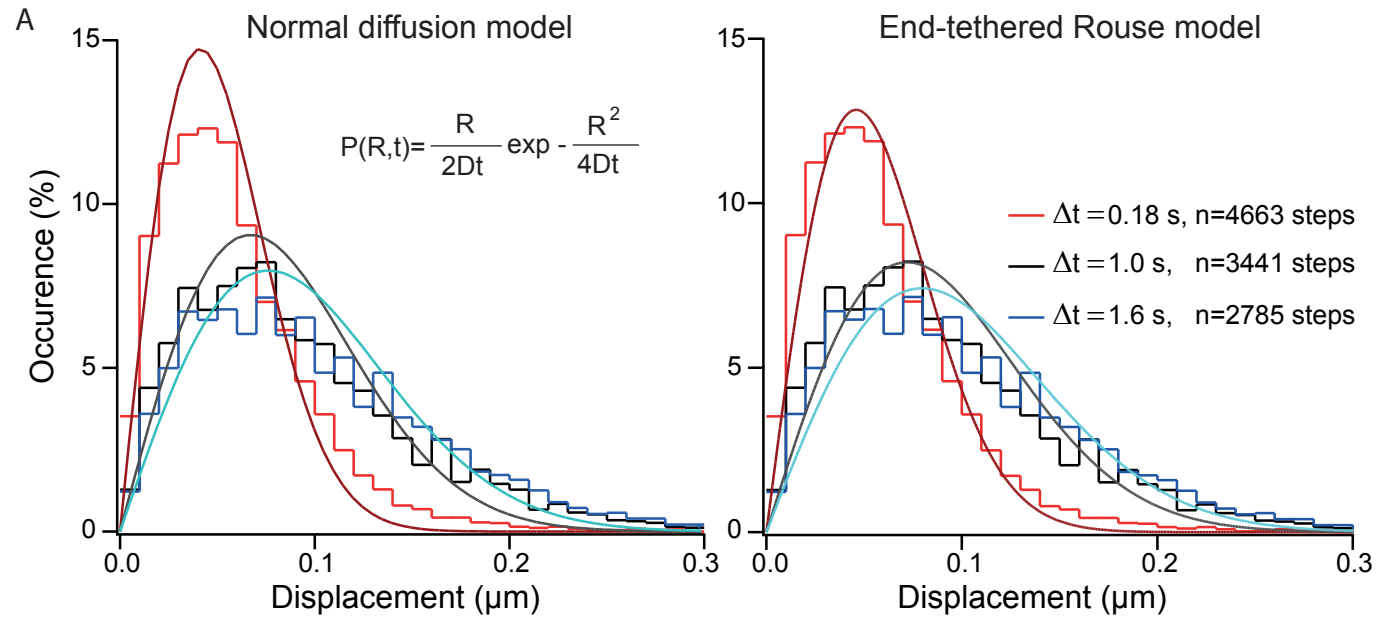 A
Normal diffusion model
End-tethered Rouse model
15
10
5
0
Occurence (%)
P(R,t)= R / 2Dt exp - R² / 4Dt
0.0 0.1 0.2 0.3
Displacement (µm)
15
10
5
0
Δt=0.18 s, n=4663 steps
Δt=1.0 s, n=3441 steps
Δt=1.6 s, n=2785 steps
0.0 0.1 0.2 0.3
Displacement (µm)